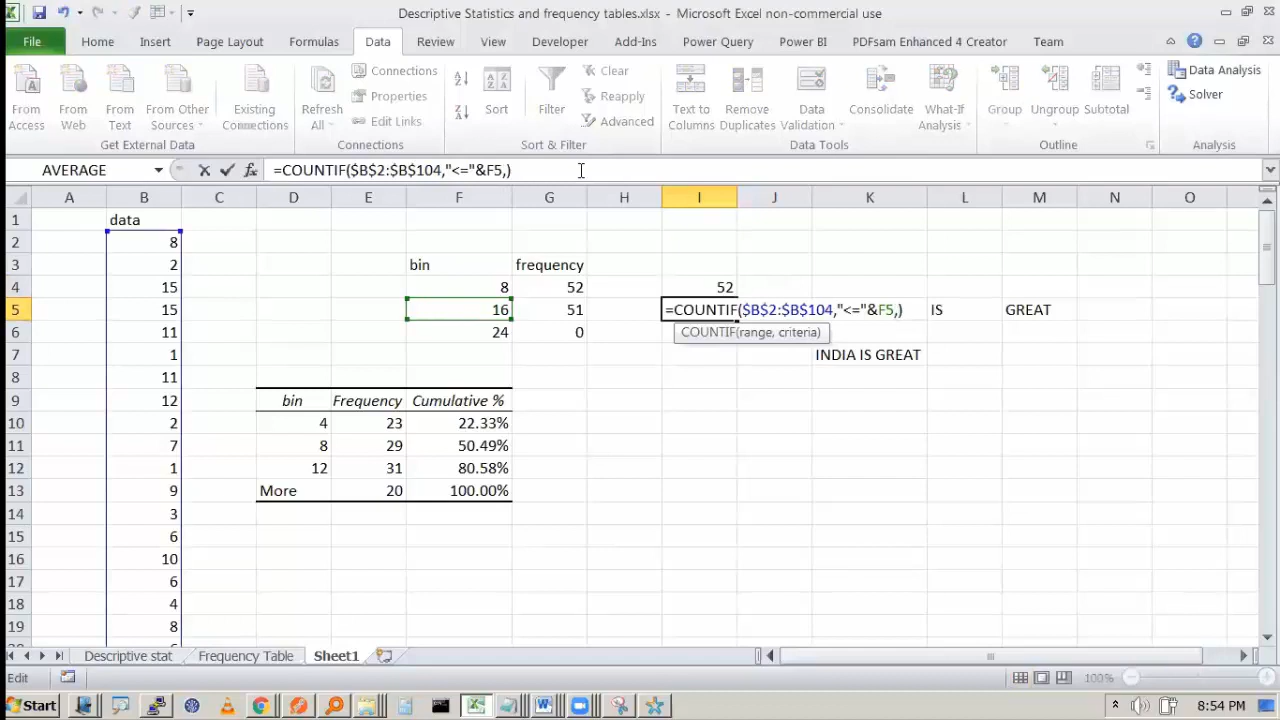 Descriptive Statistics and frequency tables.xlsx - Microsoft Excel non commercial use
File Home Insert Page Layout Formulas Data Review View Developer Add-Ins Power Query Power BI PDFsam Enhanced 4 Creator Team
From Access
From Web
From Text
From Other Sources
Existing Connections
Get External Data
Refresh All
Connections
Properties
Edit Links
Connections
Sort
Filter
Clear
Reapply
Advanced
Sort & Filter
Text to Columns
Remove Duplicates
Data Validation
Consolidate
What-If Analysis
Data Tools
Group
Ungroup
Subtotal
Outline
Data Analysis
Solver
Analysis
AVERAGE fx =COUNTIF($B$2:$B$104,"<="&F5,)
A B C D E F G H I J K L M N O
1 data
2 8
3 2 bin frequency
4 15 8 52 52
5 15 16 51 =COUNTIF($B$2:$B$104,"<="&F5,) IS GREAT
6 11 24 0 COUNTIF(range, criteria)
7 1 INDIA IS GREAT
8 11
9 12 bin Frequency Cumulative %
10 2 4 23 22.33%
11 7 8 29 50.49%
12 1 12 31 80.58%
13 9 More 20 100.00%
14 3
15 6
16 10
17 6
18 4
19 8
Descriptive stat Frequency Table Sheet1
Edit 100%
Start 8:54 PM